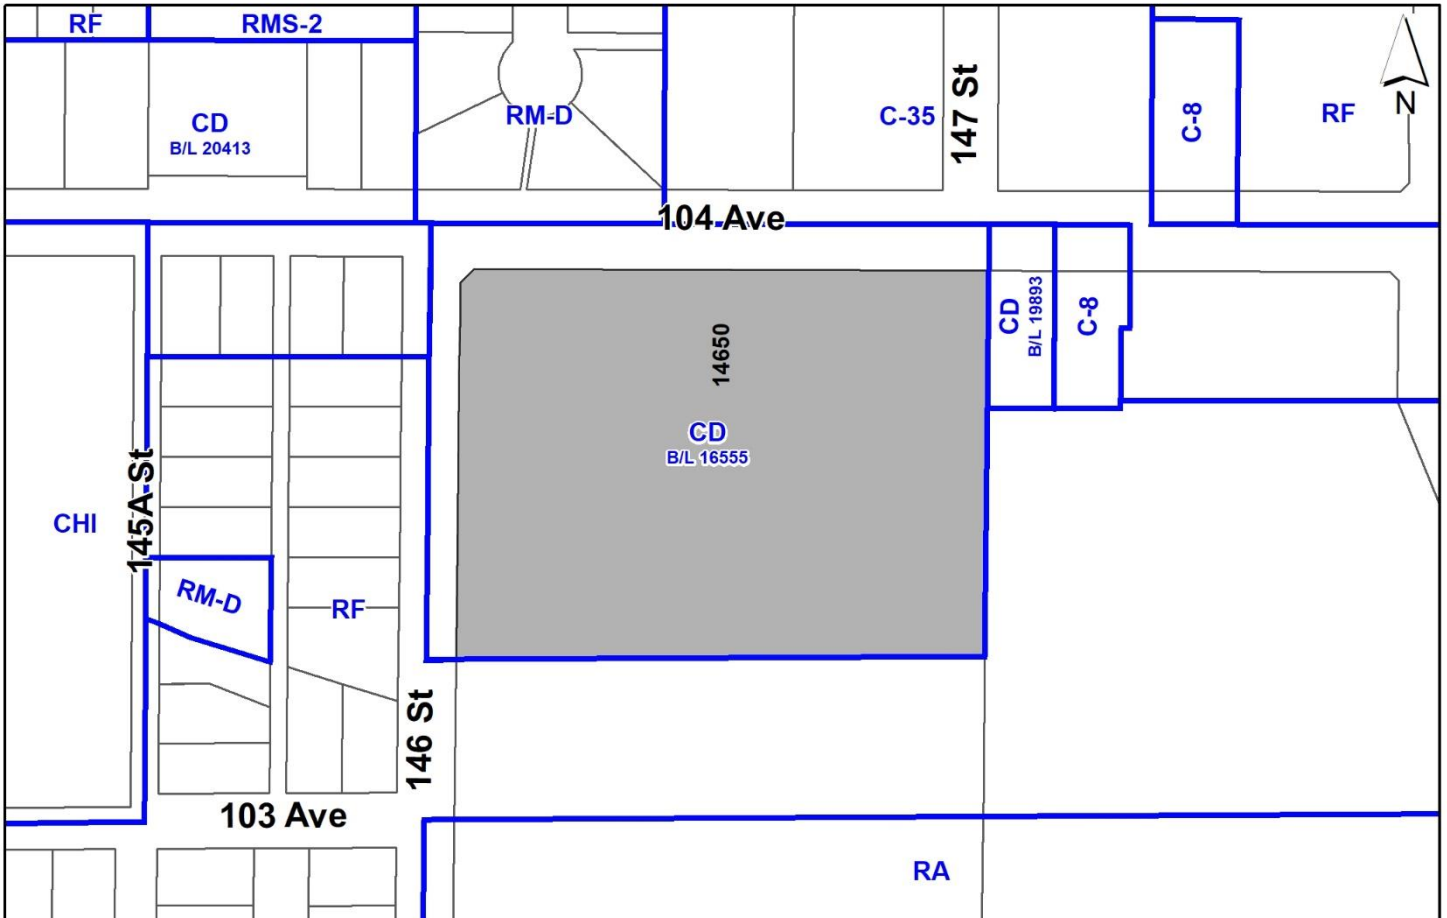 RF
RMS-2
CD
B/L 20413
RM-D
C-35
147 St
C-8
RF
N
104 Ave
14650
CD
B/L 16555
CD
B/L 19893
C-8
CHI
145A St
RM-D
RF
146 St
103 Ave
RA